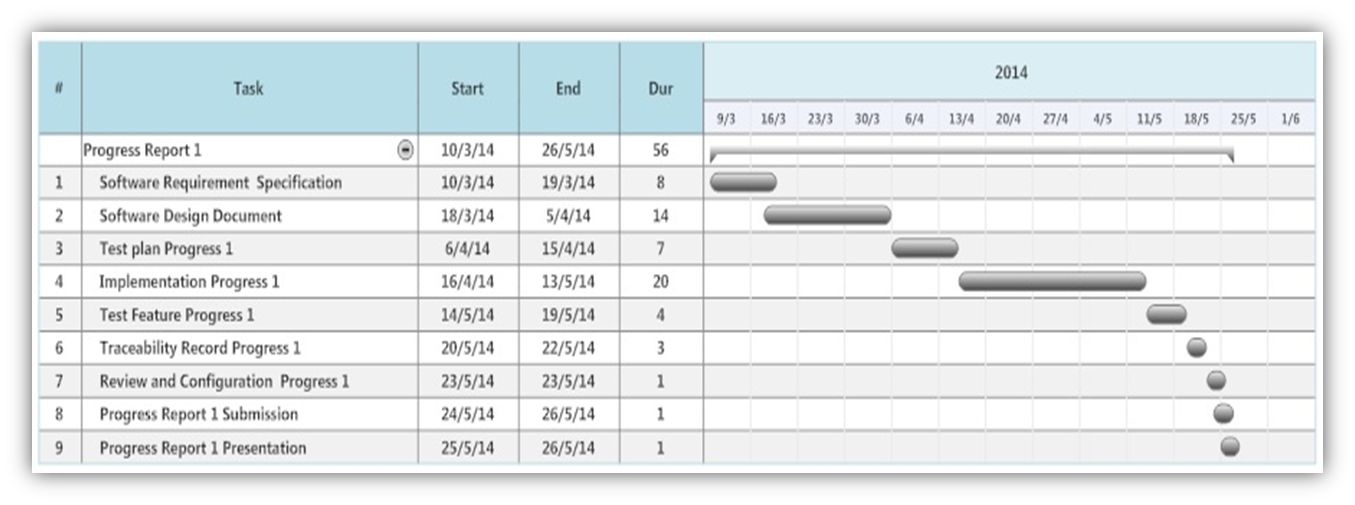 # Task Start End Dur 2014
9/3 16/3 23/3 30/3 6/4 13/4 20/4 27/4 4/5 11/5 18/5 25/5 1/6
Progress Report 1 10/3/14 26/5/14 56
1 Software Requirement Specification 10/3/14 19/3/14 8
2 Software Design Document 18/3/14 5/4/14 14
3 Test plan Progress 1 6/4/14 15/4/14 7
4 Implementation Progress 1 16/4/14 13/5/14 20
5 Test Feature Progress 1 14/5/14 19/5/14 4
6 Traceability Record Progress 1 20/5/14 22/5/14 3
7 Review and Configuration Progress 1 23/5/14 23/5/14 1
8 Progress Report 1 Submission 24/5/14 26/5/14 1
9 Progress Report 1 Presentation 25/5/14 26/5/14 1